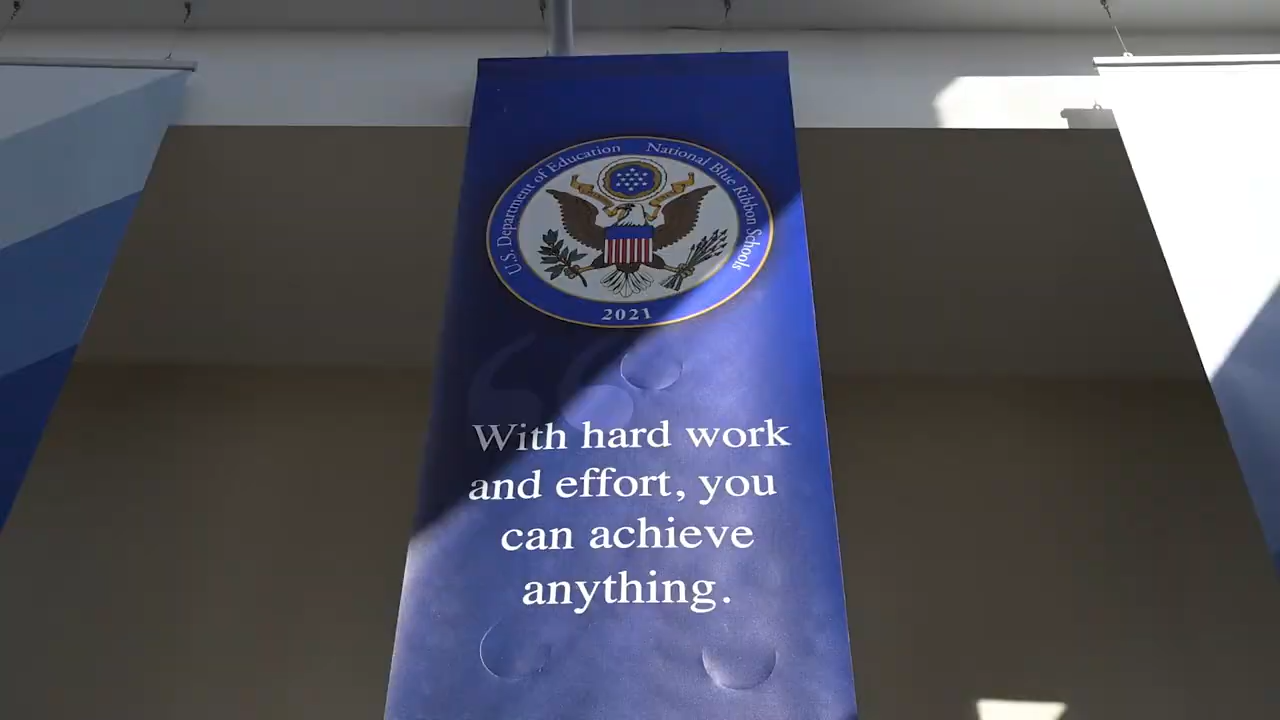 U.S. Department of Education National Blue Ribbon Schools
2021
“
With hard work
and effort, you
can achieve
anything.